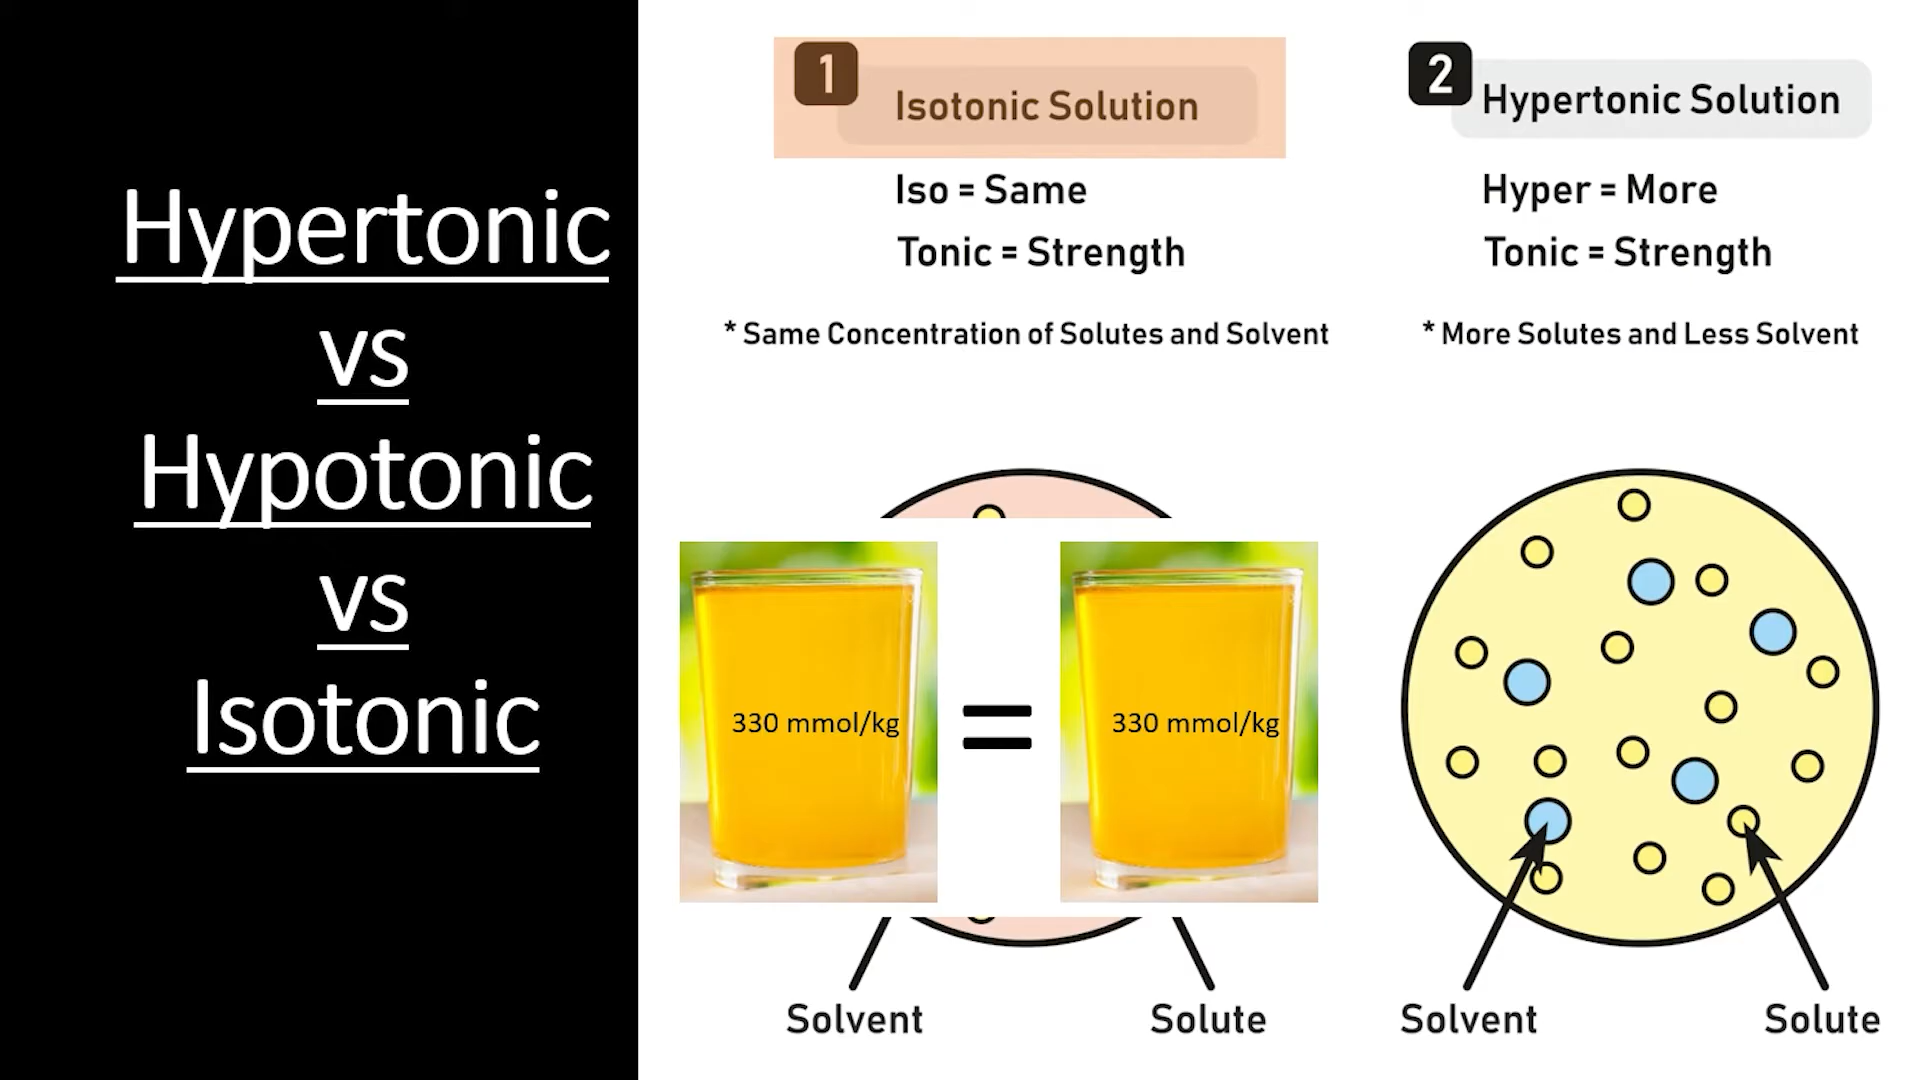 Hypertonic
vs
Hypotonic
vs
Isotonic
1
Isotonic Solution
Iso = Same
Tonic = Strength
* Same Concentration of Solutes and Solvent
330 mmol/kg
=
330 mmol/kg
Solvent
Solute
2
Hypertonic Solution
Hyper = More
Tonic = Strength
* More Solutes and Less Solvent
Solvent
Solute